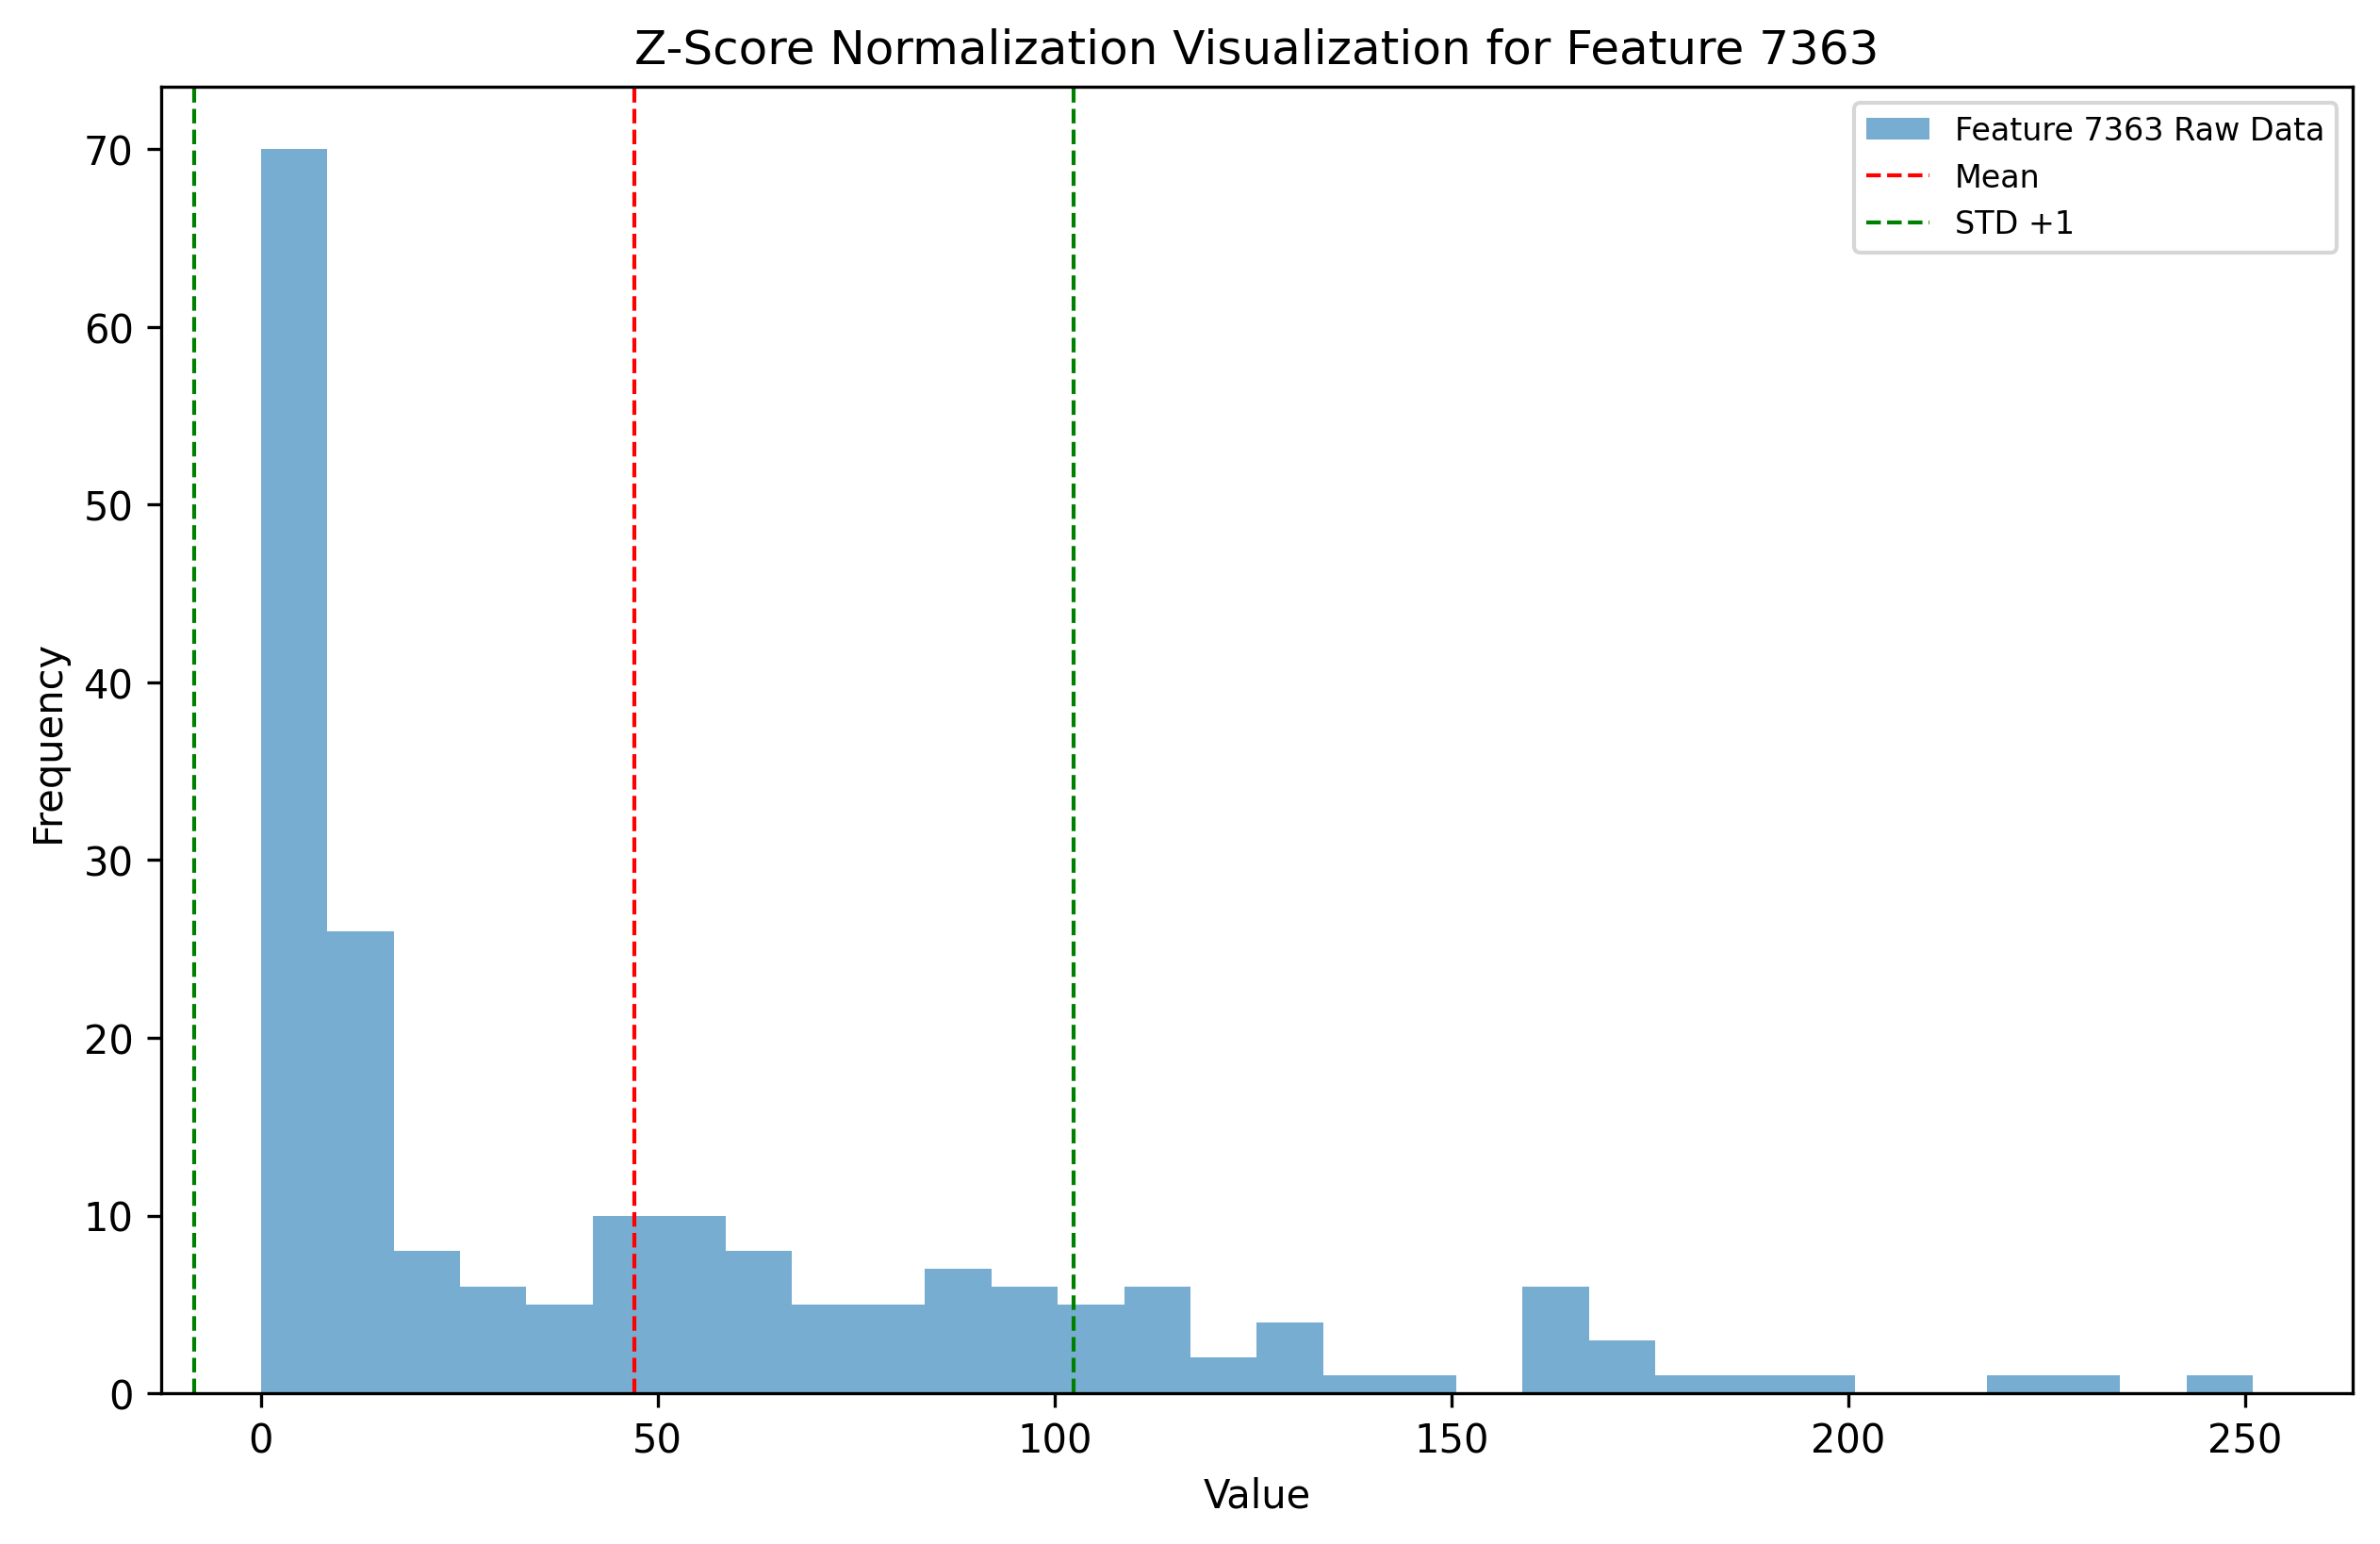 Z-Score Normalization Visualization for Feature 7363
Feature 7363 Raw Data
Mean
STD +1
Frequency
70
60
50
40
30
20
10
0
0 50 100 150 200 250
Value